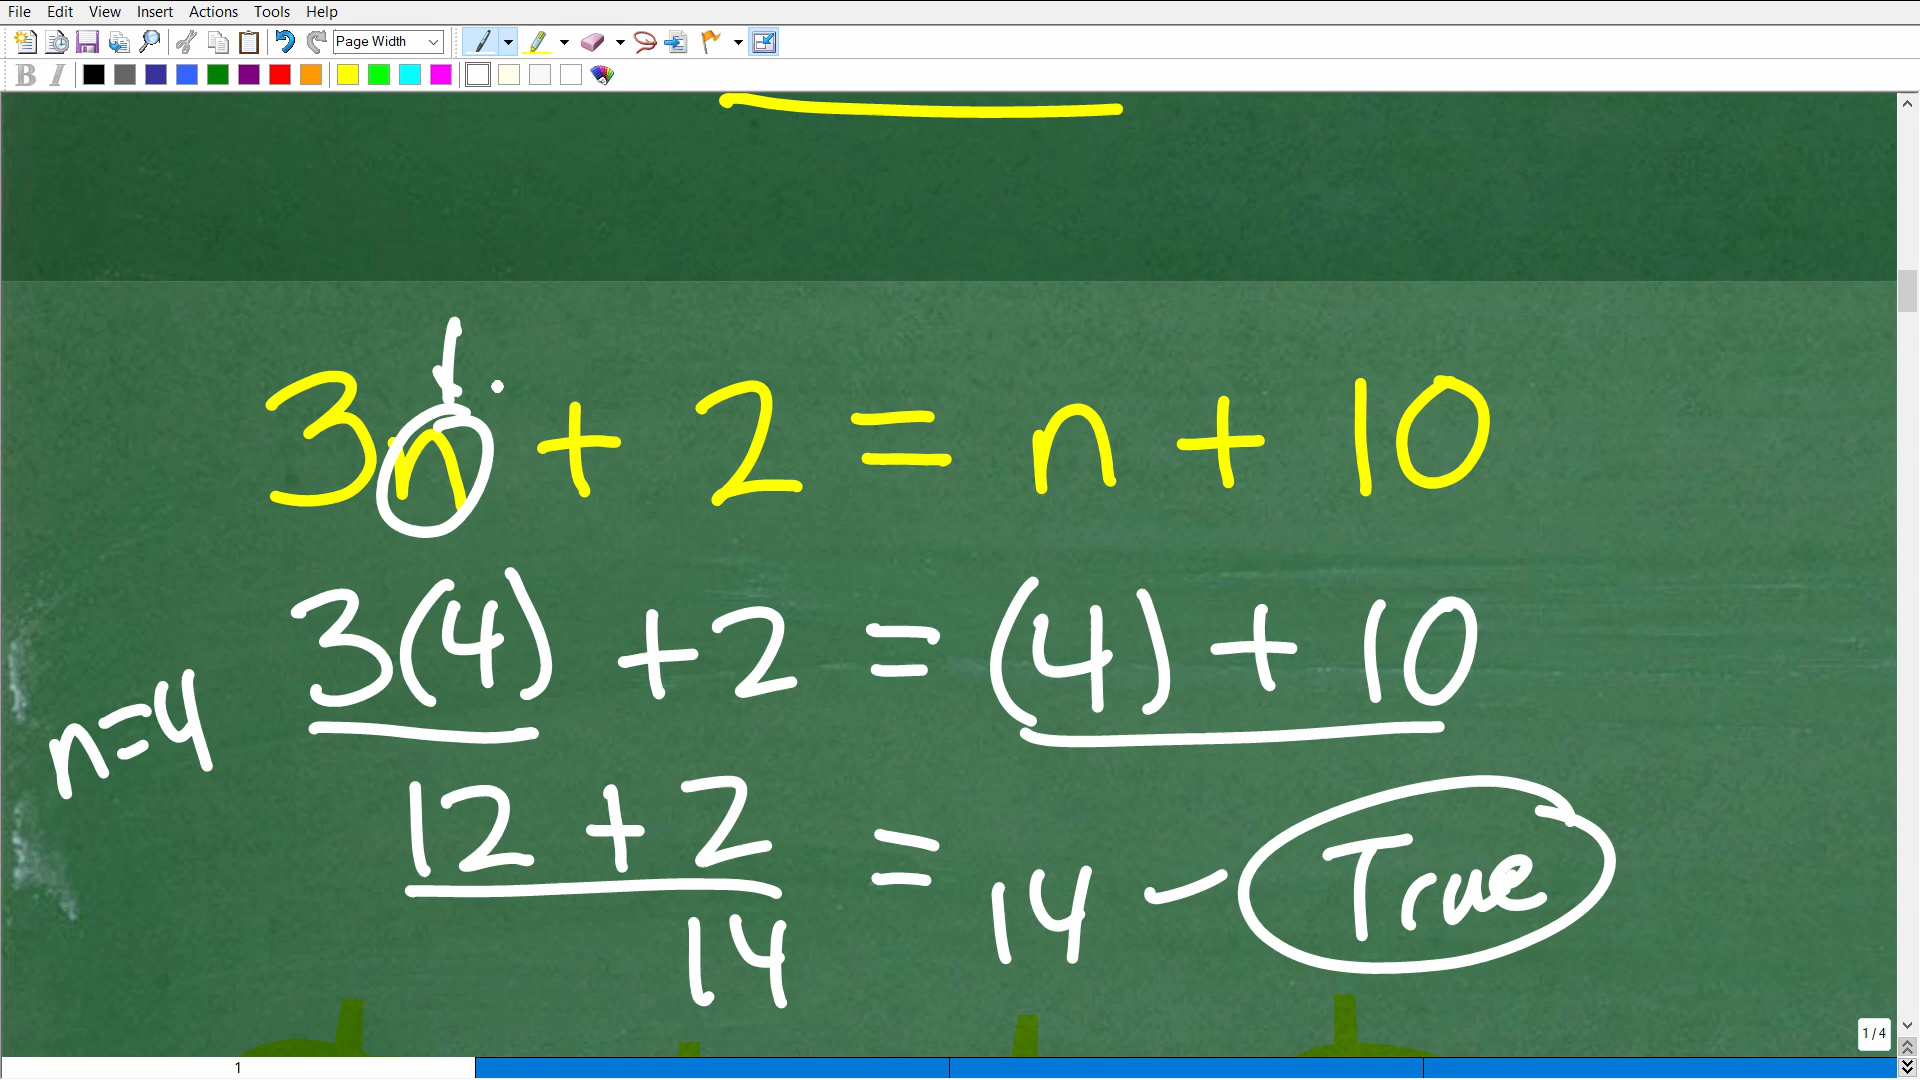 File Edit View Insert Actions Tools Help
Page Width
B I
3n + 2 = n + 10
3(4) + 2 = (4) + 10
n=4
12 + 2 = 14 - True
14
1 / 4
1